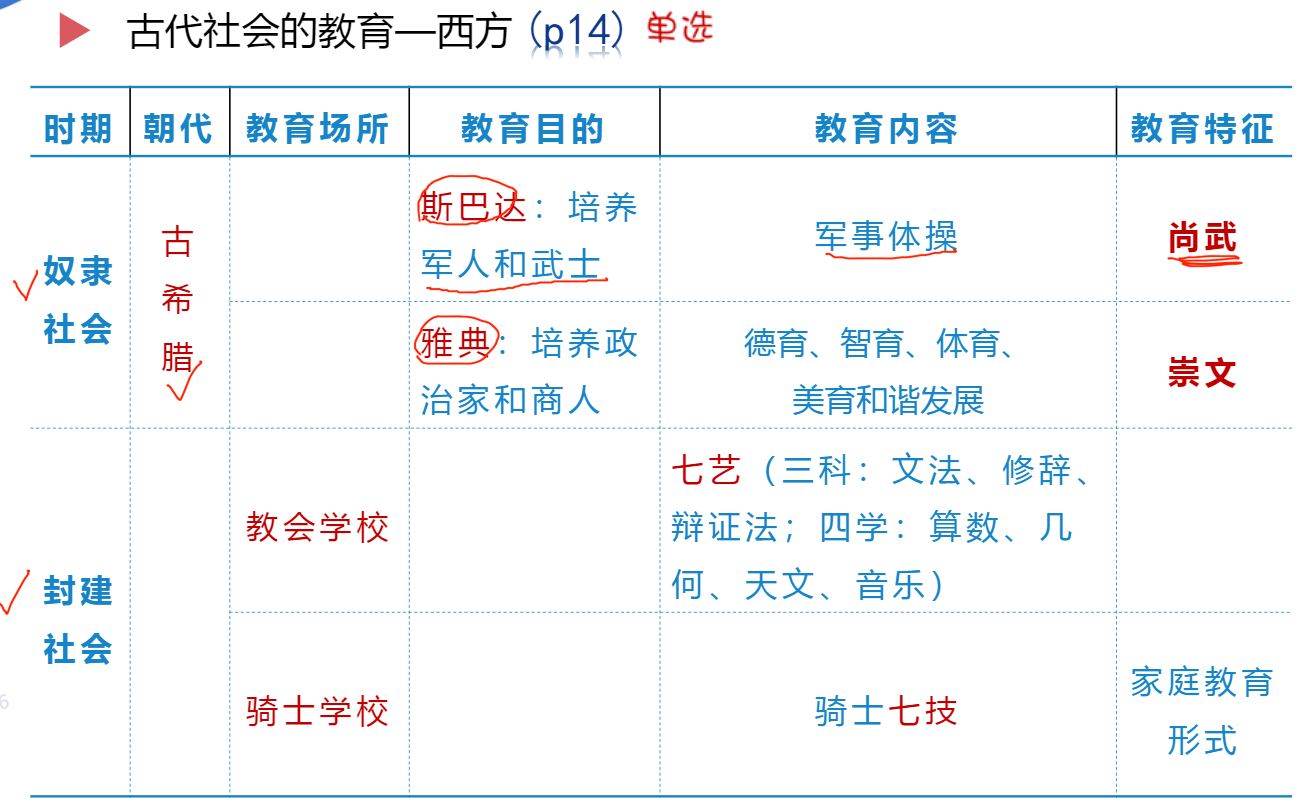 古代社会的教育—西方（p14）单选
时期 朝代 教育场所 教育目的 教育内容 教育特征
奴隶
社会
古
希
腊
斯巴达：培养
军人和武士
军事体操
尚武
雅典：培养政
治家和商人
德育、智育、体育、
美育和谐发展
崇文
封建
社会
教会学校
七艺（三科：文法、修辞、
辩证法；四学：算数、几
何、天文、音乐）
骑士学校
骑士七技
家庭教育
形式
6